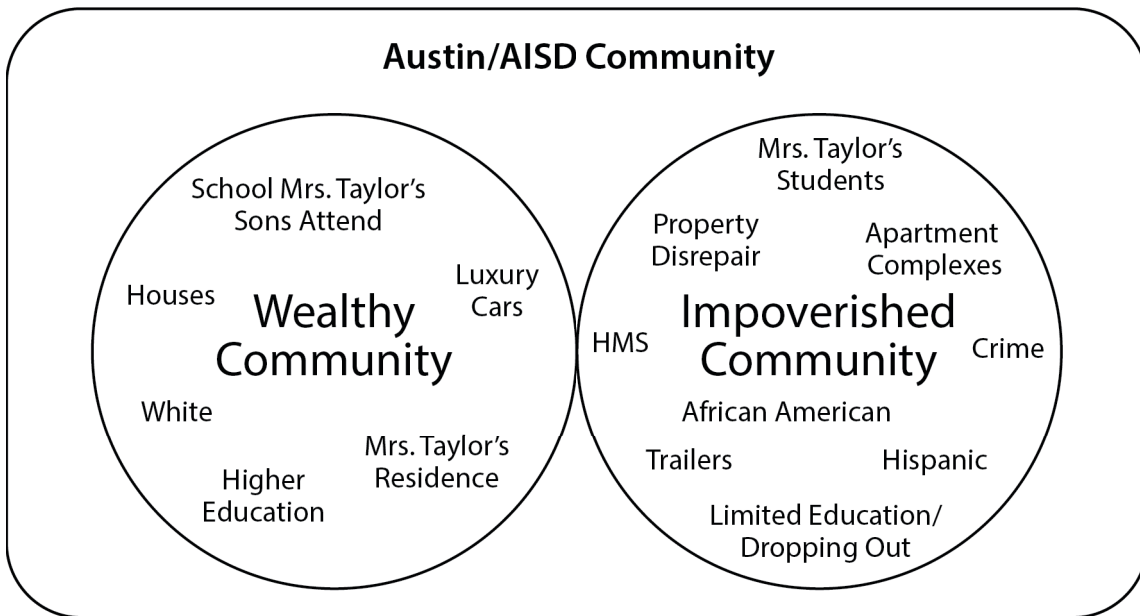 Austin/AISD Community
School Mrs. Taylor's
Sons Attend
Houses
Luxury
Cars
Wealthy
Community
White
Mrs. Taylor's
Residence
Higher
Education
Mrs. Taylor's
Students
Property
Disrepair
Apartment
Complexes
HMS
Impoverished
Community
Crime
African American
Trailers
Hispanic
Limited Education/
Dropping Out